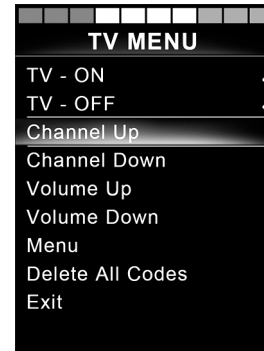 TV MENU
TV - ON
TV - OFF
Channel Up
Channel Down
Volume Up
Volume Down
Menu
Delete All Codes
Exit